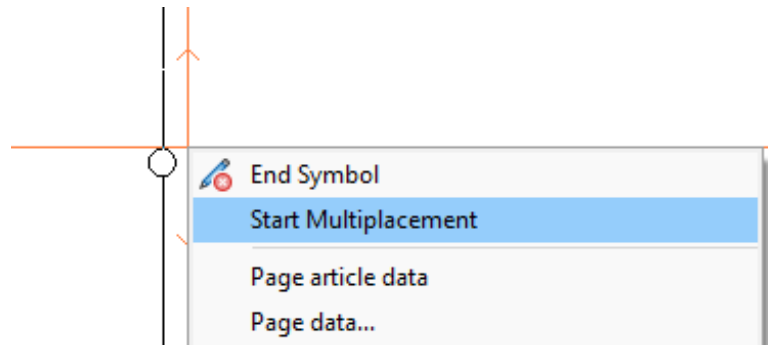 End Symbol
Start Multiplacement
Page article data
Page data...